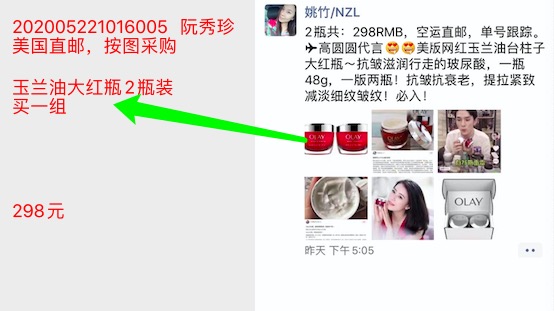 202005221016005 阮秀珍
美国直邮，按图采购
玉兰油大红瓶2瓶装
买一组
298元
姚竹/NZL
2瓶共：298RMB，空运直邮，单号跟踪。
✈高圆圆代言😍😍美版网红玉兰油台柱子
大红瓶～抗皱滋润行走的玻尿酸，一瓶
48g，一版两瓶！抗皱抗衰老，提拉紧致
减淡细纹皱纹！必入！
OLAY
OLAY
OLAY
昨天 下午5:05